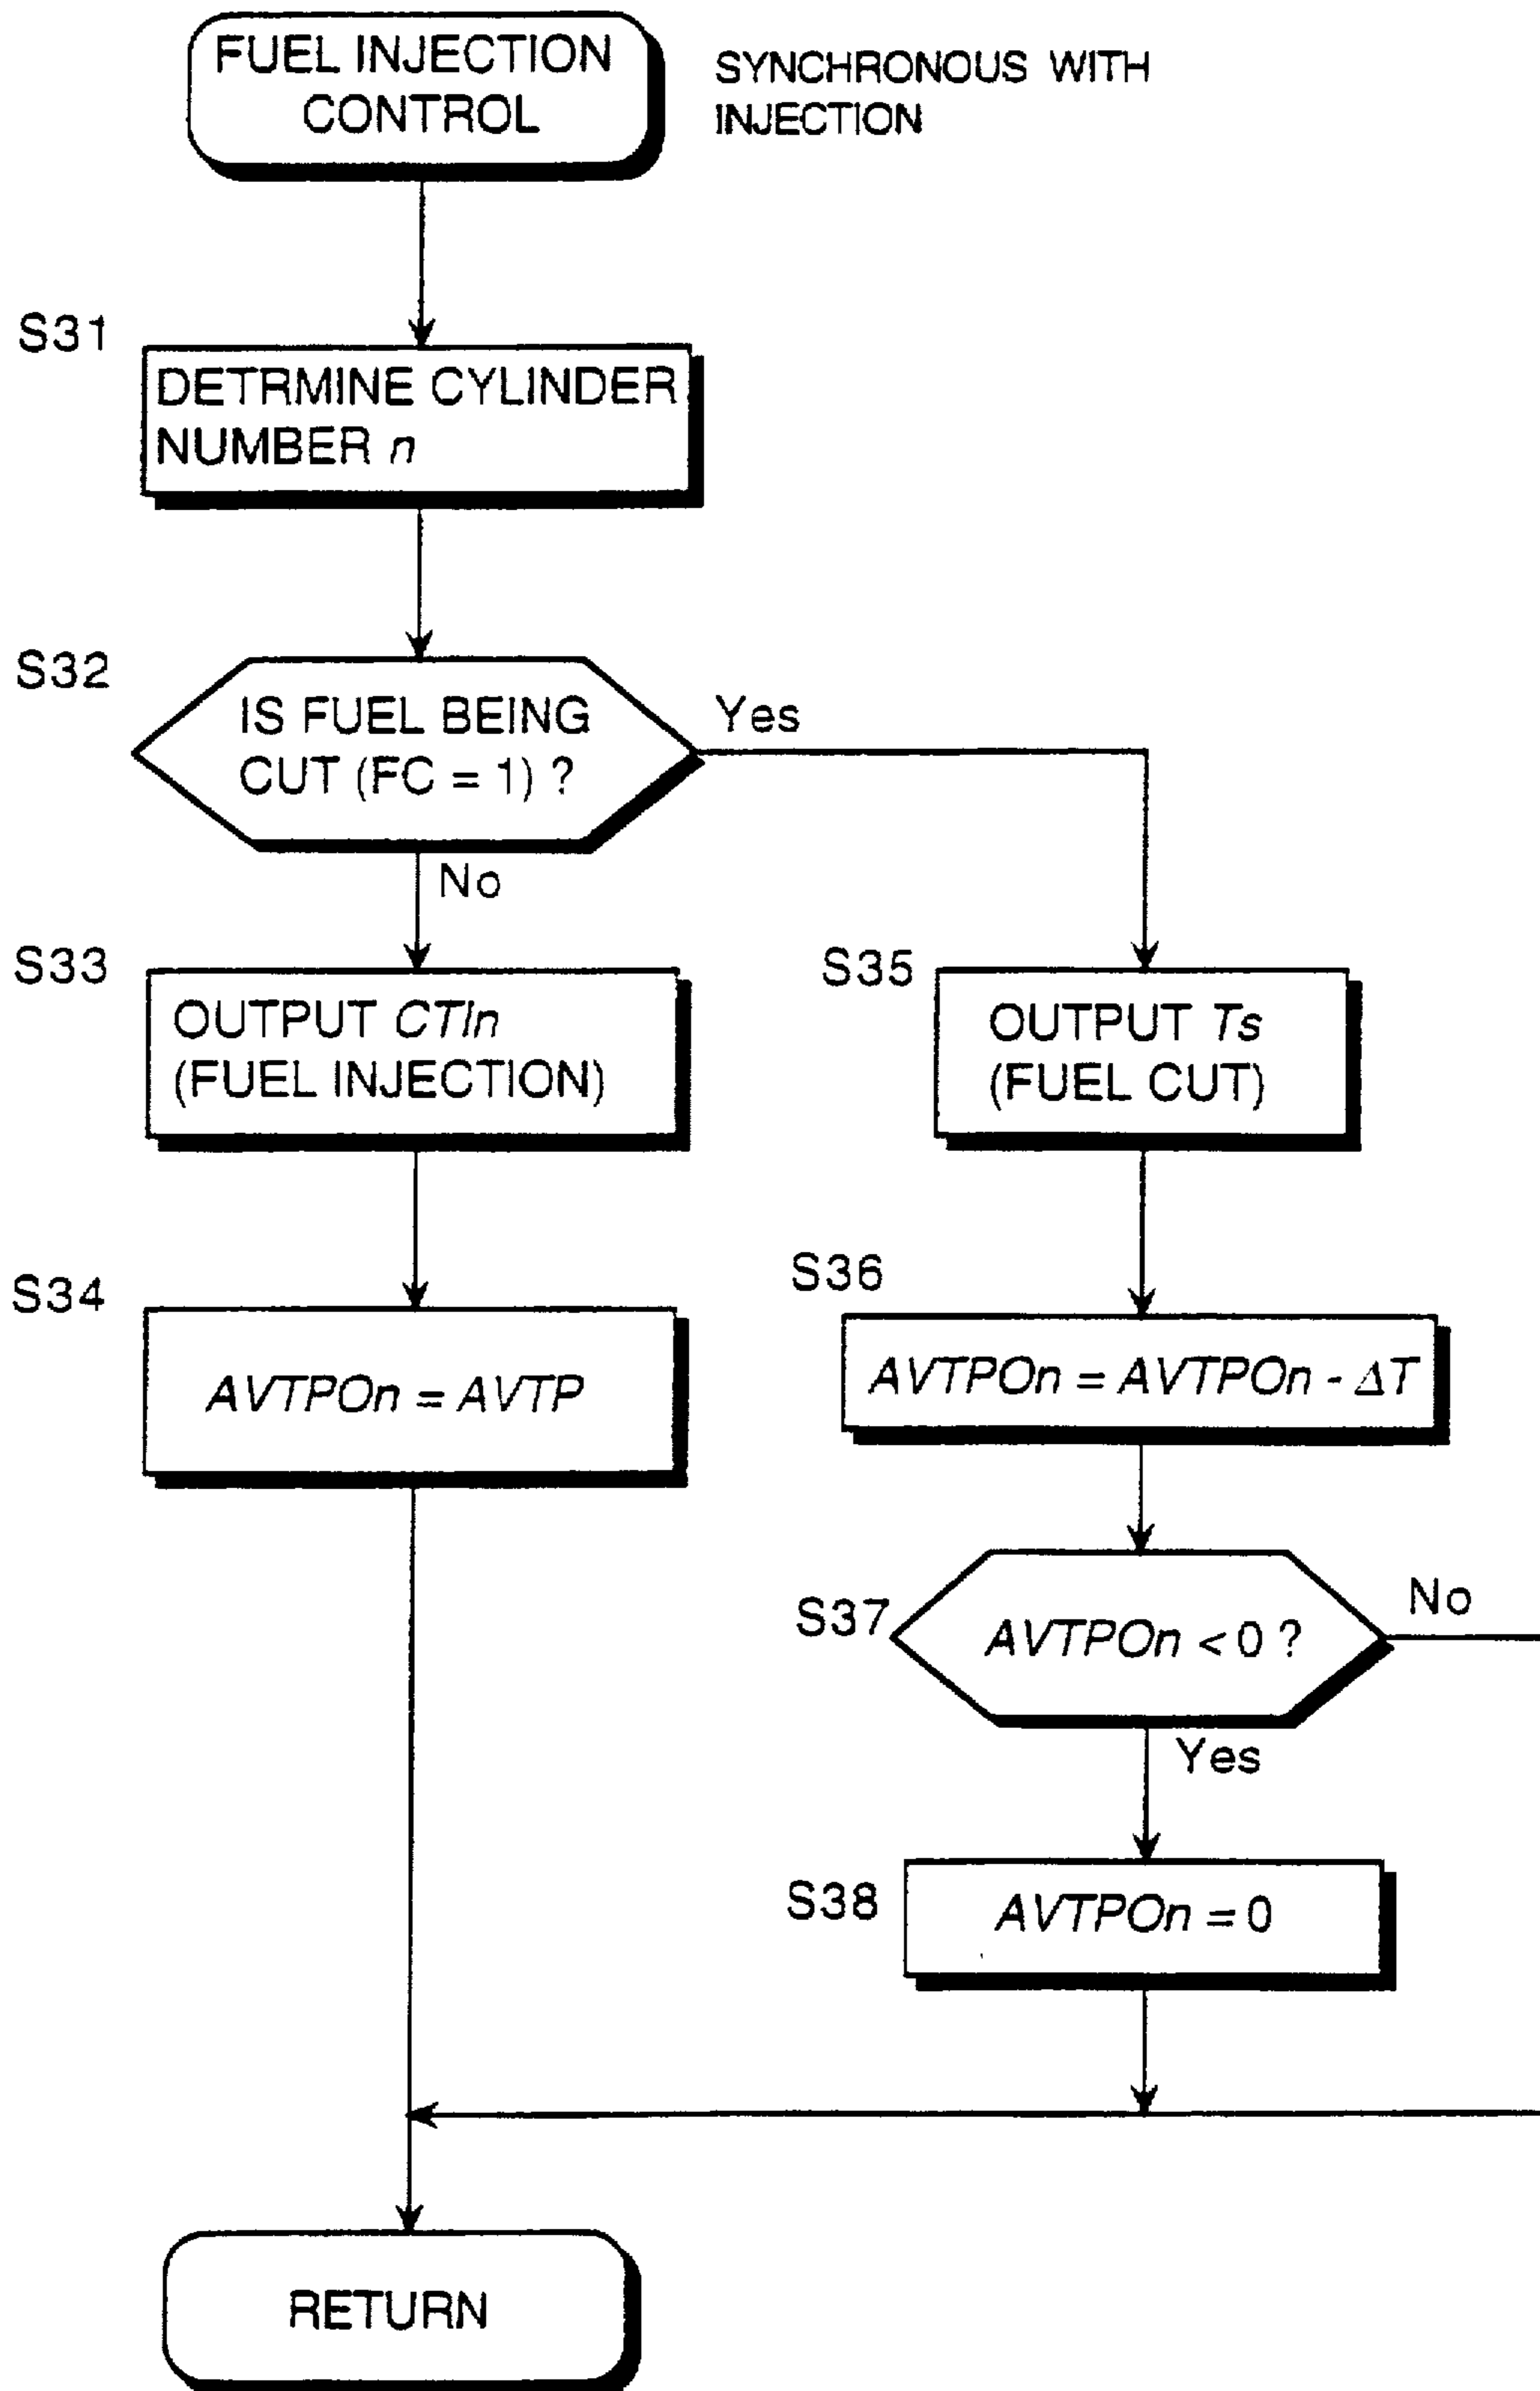 FUEL INJECTION
CONTROL
SYNCHRONOUS WITH
INJECTION
S31
DETRMINE CYLINDER
NUMBER n
S32
IS FUEL BEING
CUT (FC = 1) ?
Yes
No
S33
OUTPUT CTIn
(FUEL INJECTION)
S35
OUTPUT Ts
(FUEL CUT)
S34
AVTPOn = AVTP
S36
AVTPOn = AVTPOn - ΔT
S37
AVTPOn < 0 ?
No
Yes
S38
AVTPOn = 0
RETURN